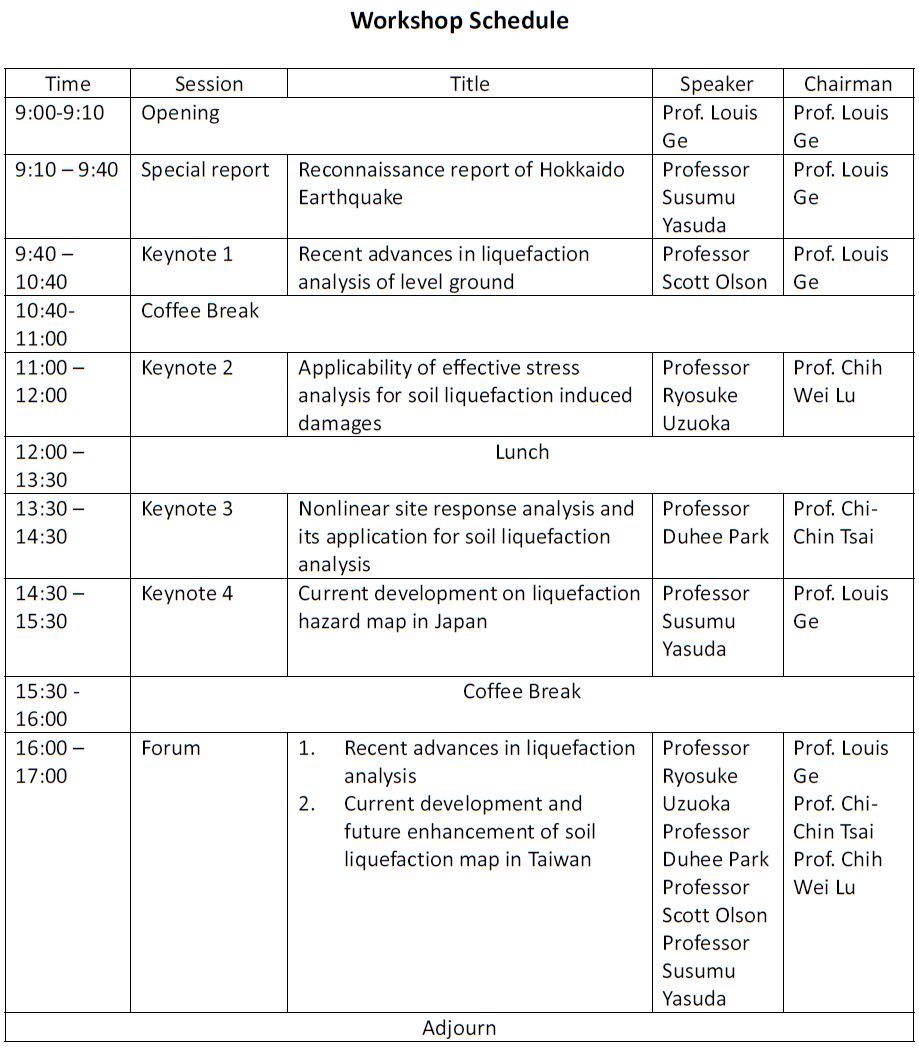 Workshop Schedule
Time Session Title Speaker Chairman
9:00-9:10 Opening Prof. Louis Prof. Louis
Ge Ge
9:10 – 9:40 Special report Reconnaissance report of Hokkaido Professor Prof. Louis
Earthquake Susumu Ge
Yasuda
9:40 – Keynote 1 Recent advances in liquefaction Professor Prof. Louis
10:40 analysis of level ground Scott Olson Ge
10:40- Coffee Break
11:00
11:00 – Keynote 2 Applicability of effective stress Professor Prof. Chih
12:00 analysis for soil liquefaction induced Ryosuke Wei Lu
damages Uzuoka
12:00 – Lunch
13:30
13:30 – Keynote 3 Nonlinear site response analysis and Professor Prof. Chi-
14:30 its application for soil liquefaction Duhee Park Chin Tsai
analysis
14:30 – Keynote 4 Current development on liquefaction Professor Prof. Louis
15:30 hazard map in Japan Susumu Ge
Yasuda
15:30 - Coffee Break
16:00
16:00 – Forum 1. Recent advances in liquefaction Professor Prof. Louis
17:00 analysis Ryosuke Ge
2. Current development and Uzuoka Prof. Chi-
future enhancement of soil Professor Chin Tsai
liquefaction map in Taiwan Duhee Park Prof. Chih
Professor Wei Lu
Scott Olson
Professor
Susumu
Yasuda
Adjourn